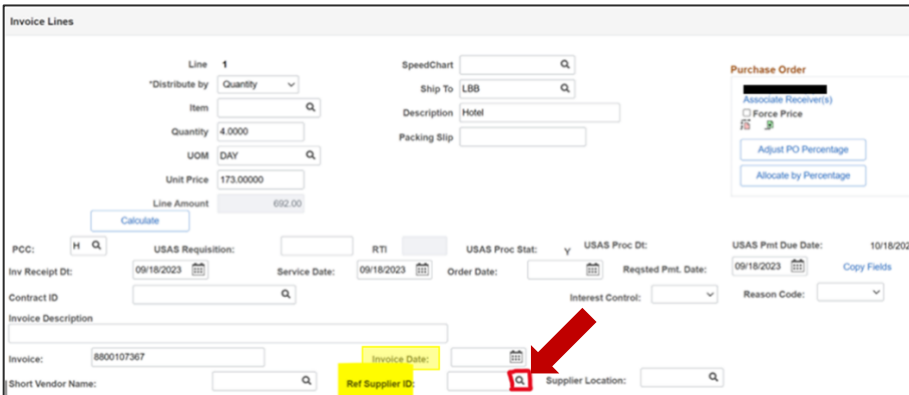 Invoice Lines
Line 1
SpeedChart
*Distribute by Quantity
Ship To LBB
Purchase Order
Item
Description Hotel
Associate Receiver(s)
Force Price
Quantity 4.0000
Packing Slip
UOM DAY
Adjust PO Percentage
Unit Price 173.00000
Allocate by Percentage
Line Amount 692.00
Calculate
PCC: H USAS Requisition: RTI USAS Proc Stat: Y USAS Proc Dt: USAS Pmt Due Date: 10/18/202
Inv Receipt Dt: 09/18/2023 Service Date: 09/18/2023 Order Date: Reqsted Pmt. Date: 09/18/2023 Copy Fields
Contract ID Interest Control: Reason Code:
Invoice Description
Invoice: 8800107367 Invoice Date:
Short Vendor Name: Ref Supplier ID: Supplier Location: